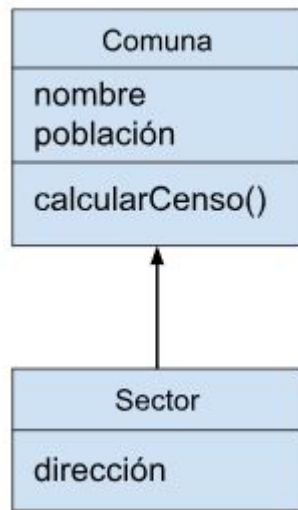 Comuna
nombre
población
calcularCenso()
Sector
dirección